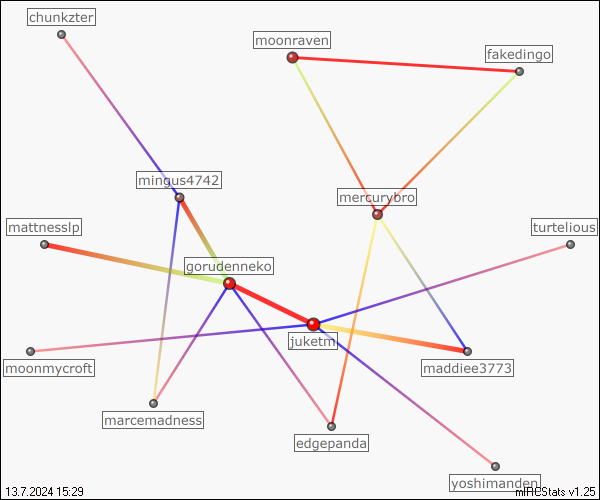 chunkzter
moonraven
fakedingo
mingus4742
mercurybro
mattnesslp
turtelious
gorudenneko
juketm
moonmycroft
maddiee3773
marcemadness
edgepanda
yoshimanden
13.7.2024 15:29
mIRCStats v1.25